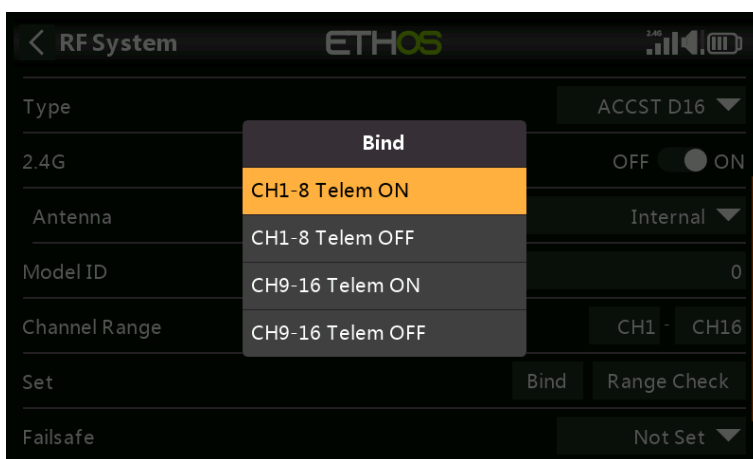 RF System
ETHOS
2.4G
Type
ACCST D16
2.4G
OFF
ON
Antenna
Internal
Model ID
0
Channel Range
CH1 - CH16
Set
Bind
Range Check
Failsafe
Not Set
Bind
CH1-8 Telem ON
CH1-8 Telem OFF
CH9-16 Telem ON
CH9-16 Telem OFF